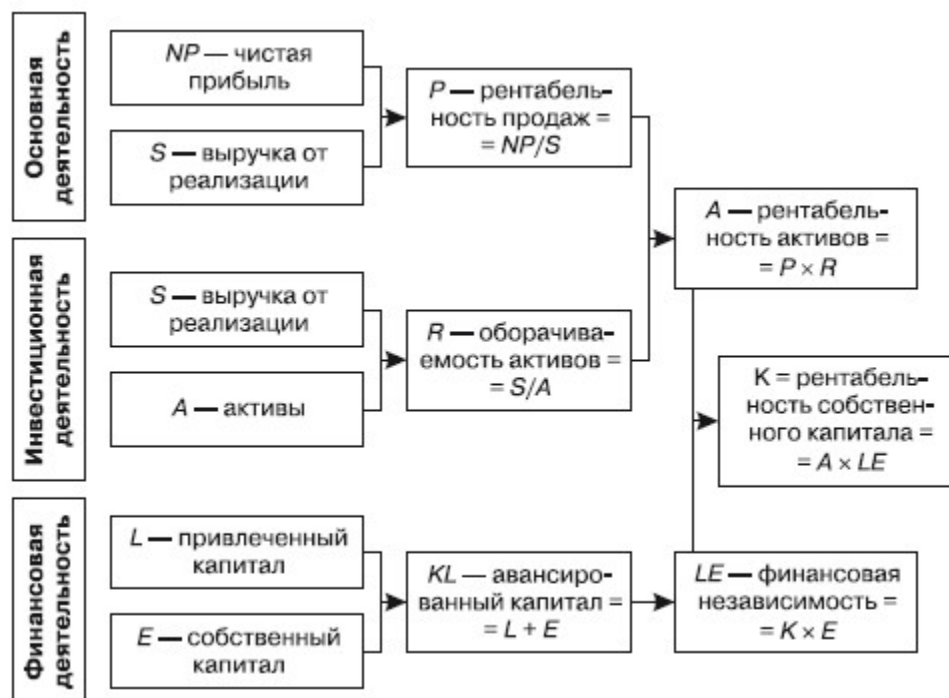 Основная
деятельность
NP — чистая
прибыль
S — выручка от
реализации
P — рентабель-
ность продаж =
= NP/S
A — рентабель-
ность активов =
= P × R
Инвестиционная
деятельность
S — выручка от
реализации
A — активы
R — оборачива-
емость активов =
= S/A
K = рентабель-
ность собствен-
ного капитала =
= A × LE
Финансовая
деятельность
L — привлеченный
капитал
E — собственный
капитал
KL — авансиро-
ванный капитал =
= L + E
LE — финансовая
независимость =
= K × E